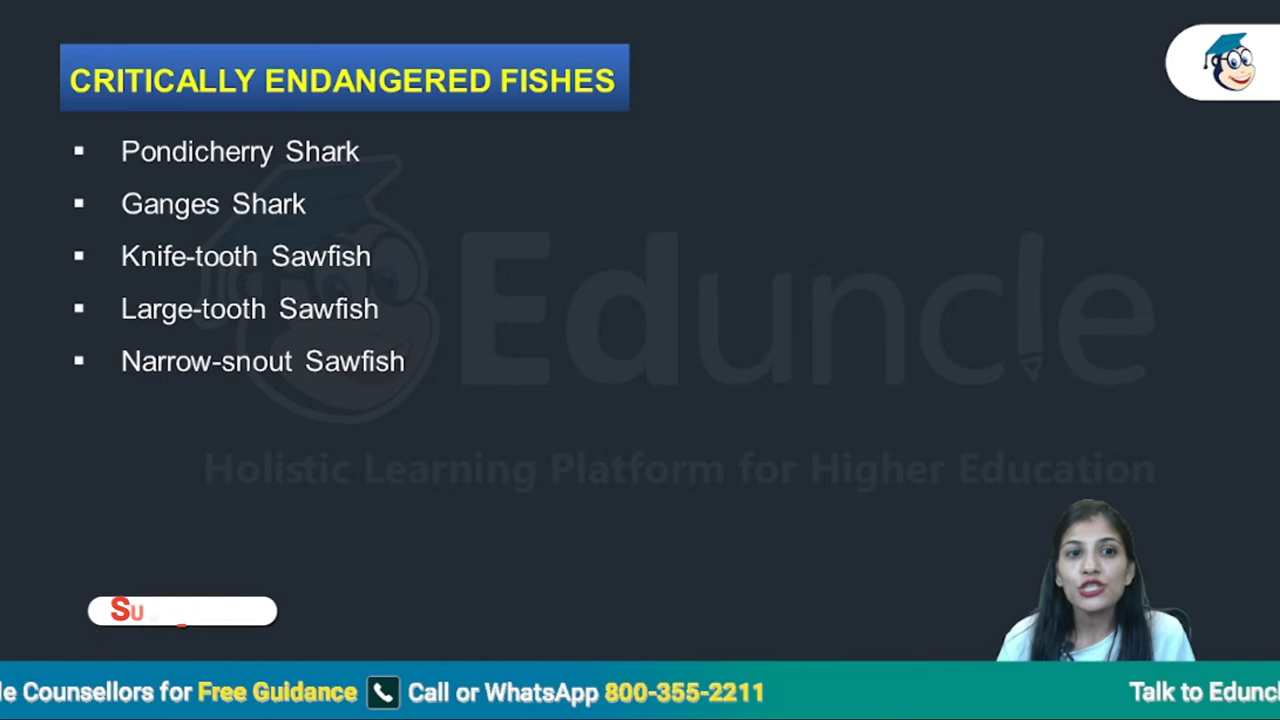 CRITICALLY ENDANGERED FISHES
▪ Pondicherry Shark
▪ Ganges Shark
▪ Knife-tooth Sawfish
▪ Large-tooth Sawfish
▪ Narrow-snout Sawfish
Eduncle
Holistic Learning Platform for Higher Education
Su
le Counsellors for Free Guidance Call or WhatsApp 800-355-2211 Talk to Eduncl